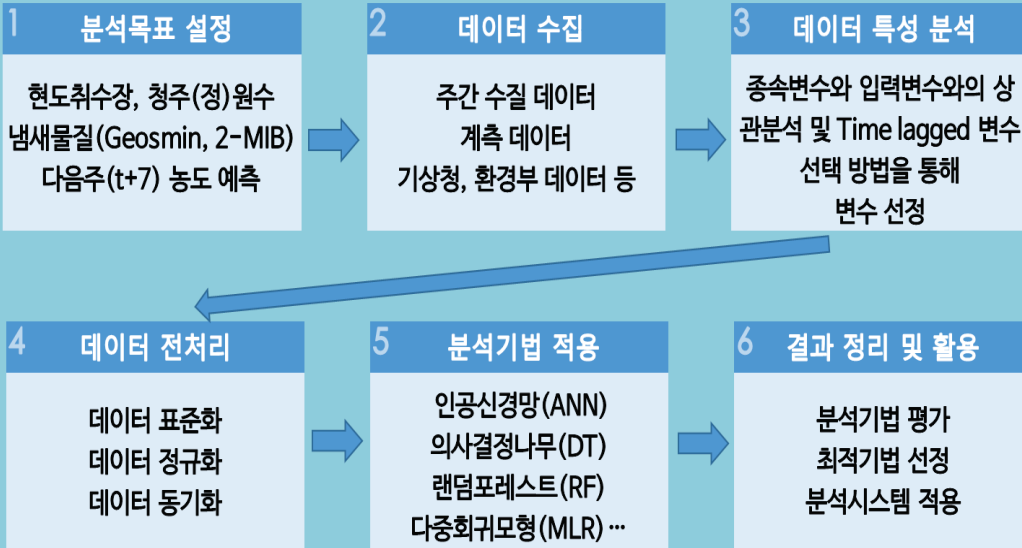 1 분석목표 설정
현도취수장, 청주(정)원수
냄새물질(Geosmin, 2-MIB)
다음주(t+7) 농도 예측
2 데이터 수집
주간 수질 데이터
계측 데이터
기상청, 환경부 데이터 등
3 데이터 특성 분석
종속변수와 입력변수와의 상
관분석 및 Time lagged 변수
선택 방법을 통해
변수 선정
4 데이터 전처리
데이터 표준화
데이터 정규화
데이터 동기화
5 분석기법 적용
인공신경망(ANN)
의사결정나무(DT)
랜덤포레스트(RF)
다중회귀모형(MLR) …
6 결과 정리 및 활용
분석기법 평가
최적기법 선정
분석시스템 적용